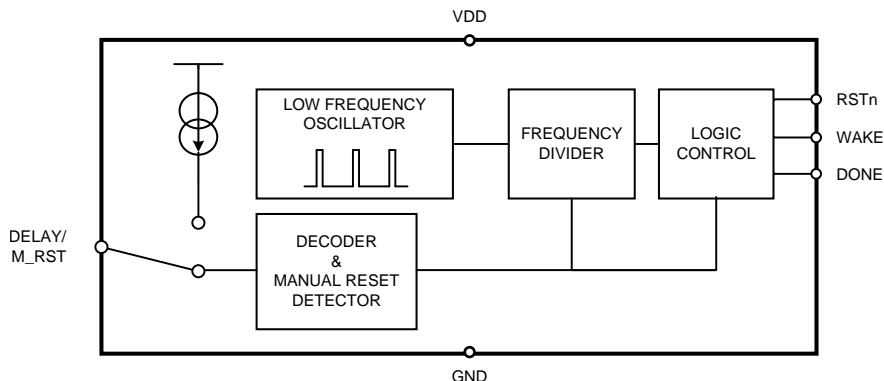 VDD
LOW FREQUENCY
OSCILLATOR
FREQUENCY
DIVIDER
LOGIC
CONTROL
RSTn
WAKE
DONE
DELAY/
M_RST
DECODER
&
MANUAL RESET
DETECTOR
GND